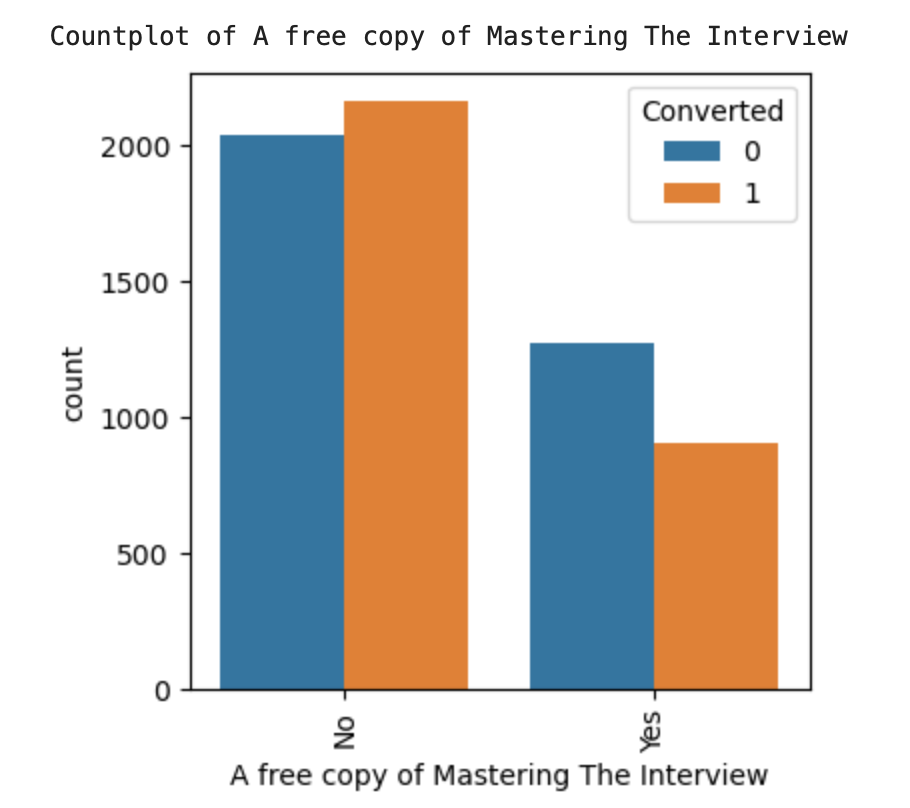 Countplot of A free copy of Mastering The Interview
Converted
0
1
2000
1500
1000
500
0
count
No
Yes
A free copy of Mastering The Interview